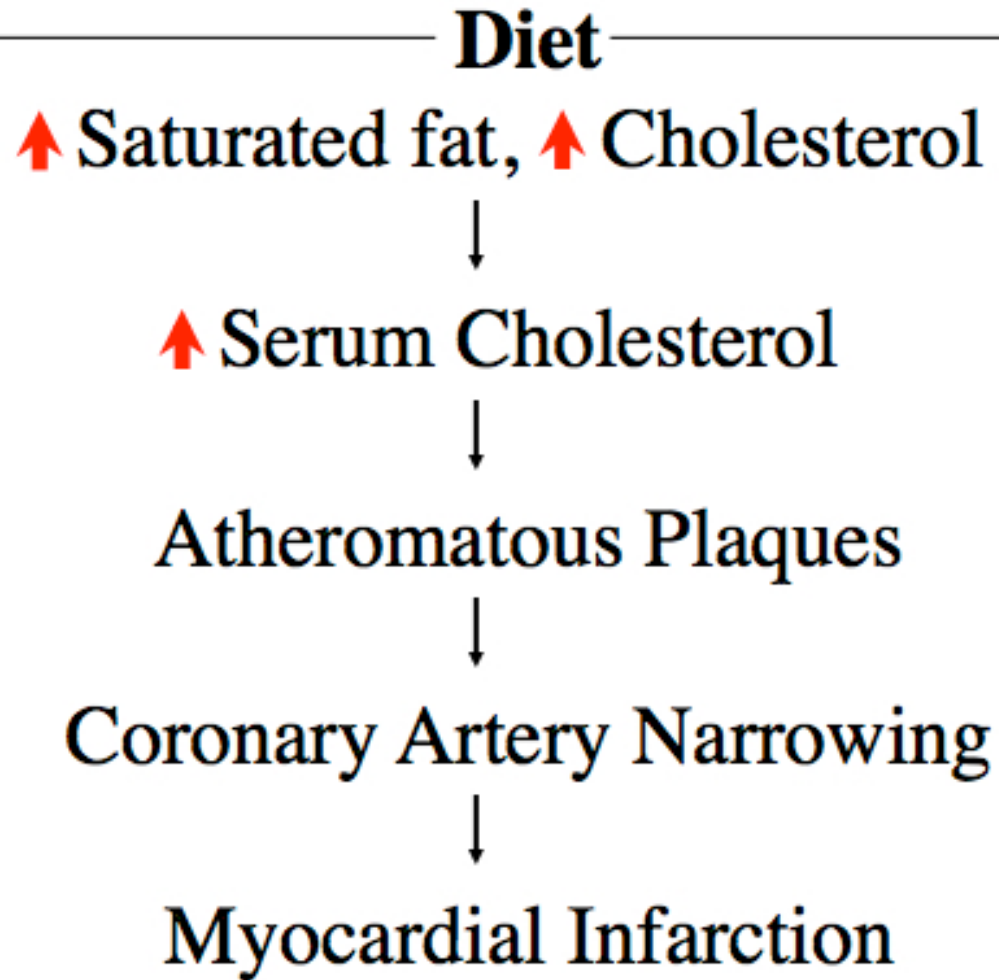 Diet
↑ Saturated fat, ↑ Cholesterol
↑ Serum Cholesterol
Atheromatous Plaques
Coronary Artery Narrowing
Myocardial Infarction